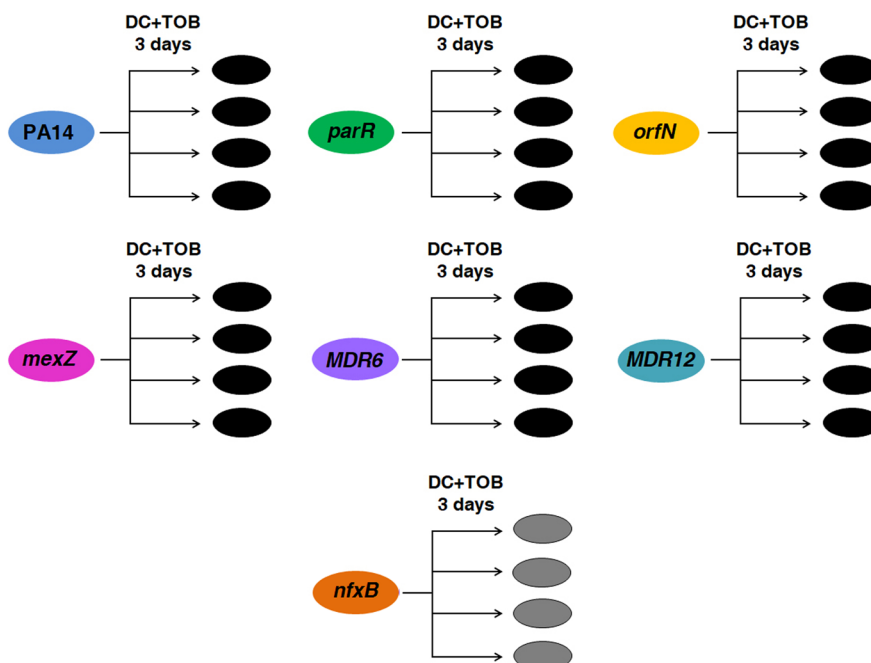 DC+TOB
3 days
PA14
DC+TOB
3 days
parR
DC+TOB
3 days
orfN
DC+TOB
3 days
mexZ
DC+TOB
3 days
MDR6
DC+TOB
3 days
MDR12
DC+TOB
3 days
nfxB